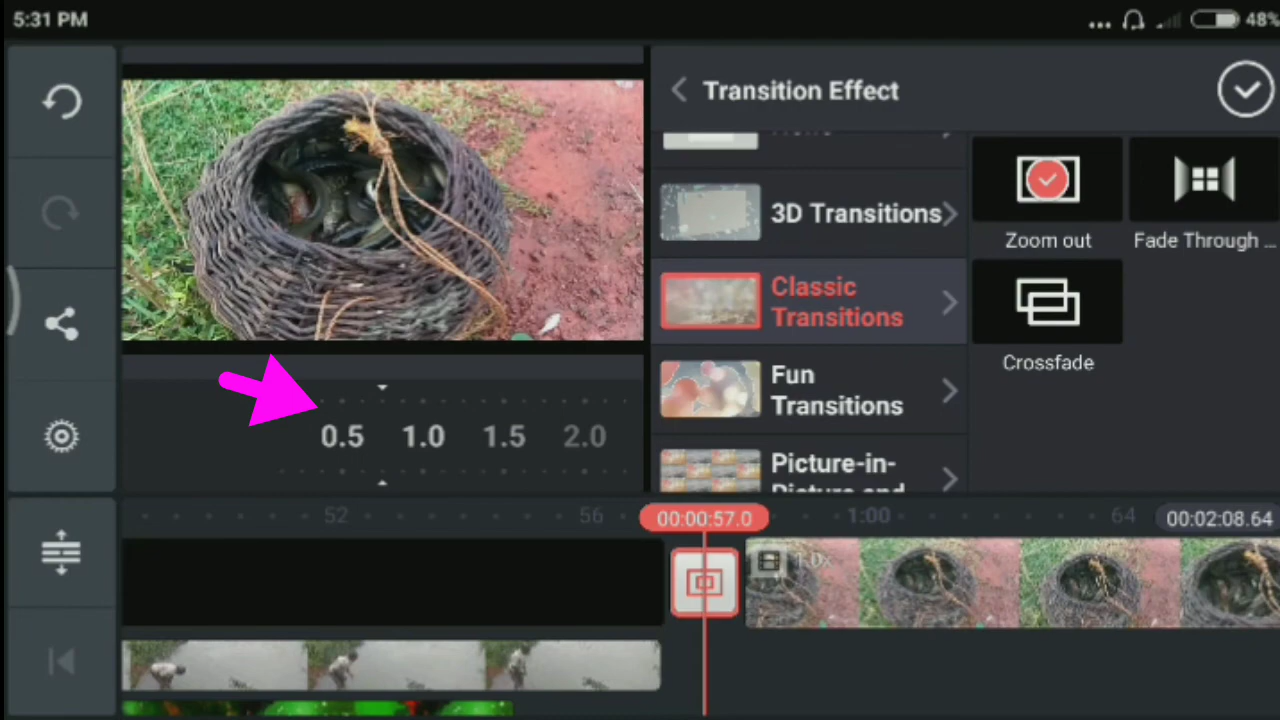 5:31 PM
48%
Transition Effect
3D Transitions
Classic
Transitions
Fun
Transitions
Picture-in-
Zoom out
Fade Through ...
Crossfade
0.5 1.0 1.5 2.0
52 56 00:00:57.0 1:00 64 00:02:08.64
1.0x